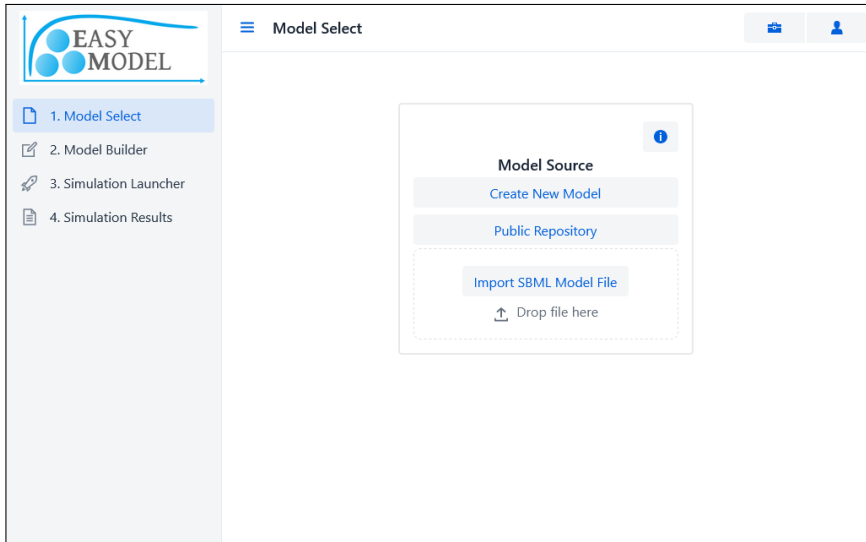 EASY
MODEL
Model Select
1. Model Select
2. Model Builder
3. Simulation Launcher
4. Simulation Results
Model Source
Create New Model
Public Repository
Import SBML Model File
Drop file here